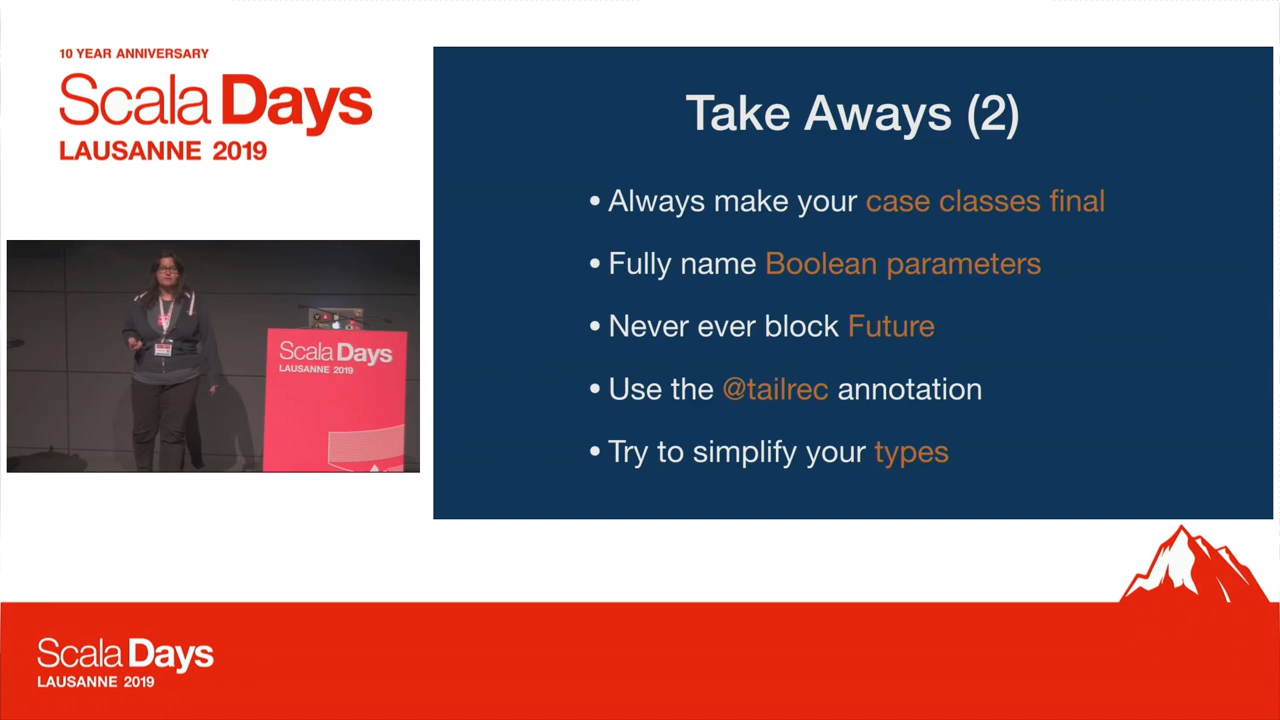 10 YEAR ANNIVERSARY
Scala Days
LAUSANNE 2019
Take Aways (2)
• Always make your case classes final
• Fully name Boolean parameters
• Never ever block Future
• Use the @tailrec annotation
• Try to simplify your types
Scala Days
LAUSANNE 2019
Scala Days
LAUSANNE 2019